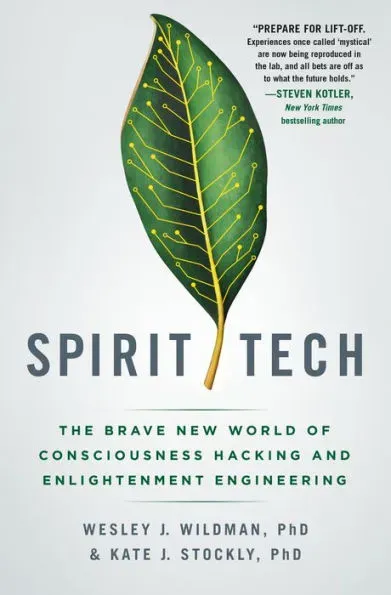 “PREPARE FOR LIFT-OFF.
Experiences once called ‘mystical’
are now being reproduced in
the lab, and all bets are off as
to what the future holds.”
—STEVEN KOTLER,
New York Times
bestselling author
SPIRIT TECH
THE BRAVE NEW WORLD OF
CONSCIOUSNESS HACKING AND
ENLIGHTENMENT ENGINEERING
WESLEY J. WILDMAN, PhD
& KATE J. STOCKLY, PhD